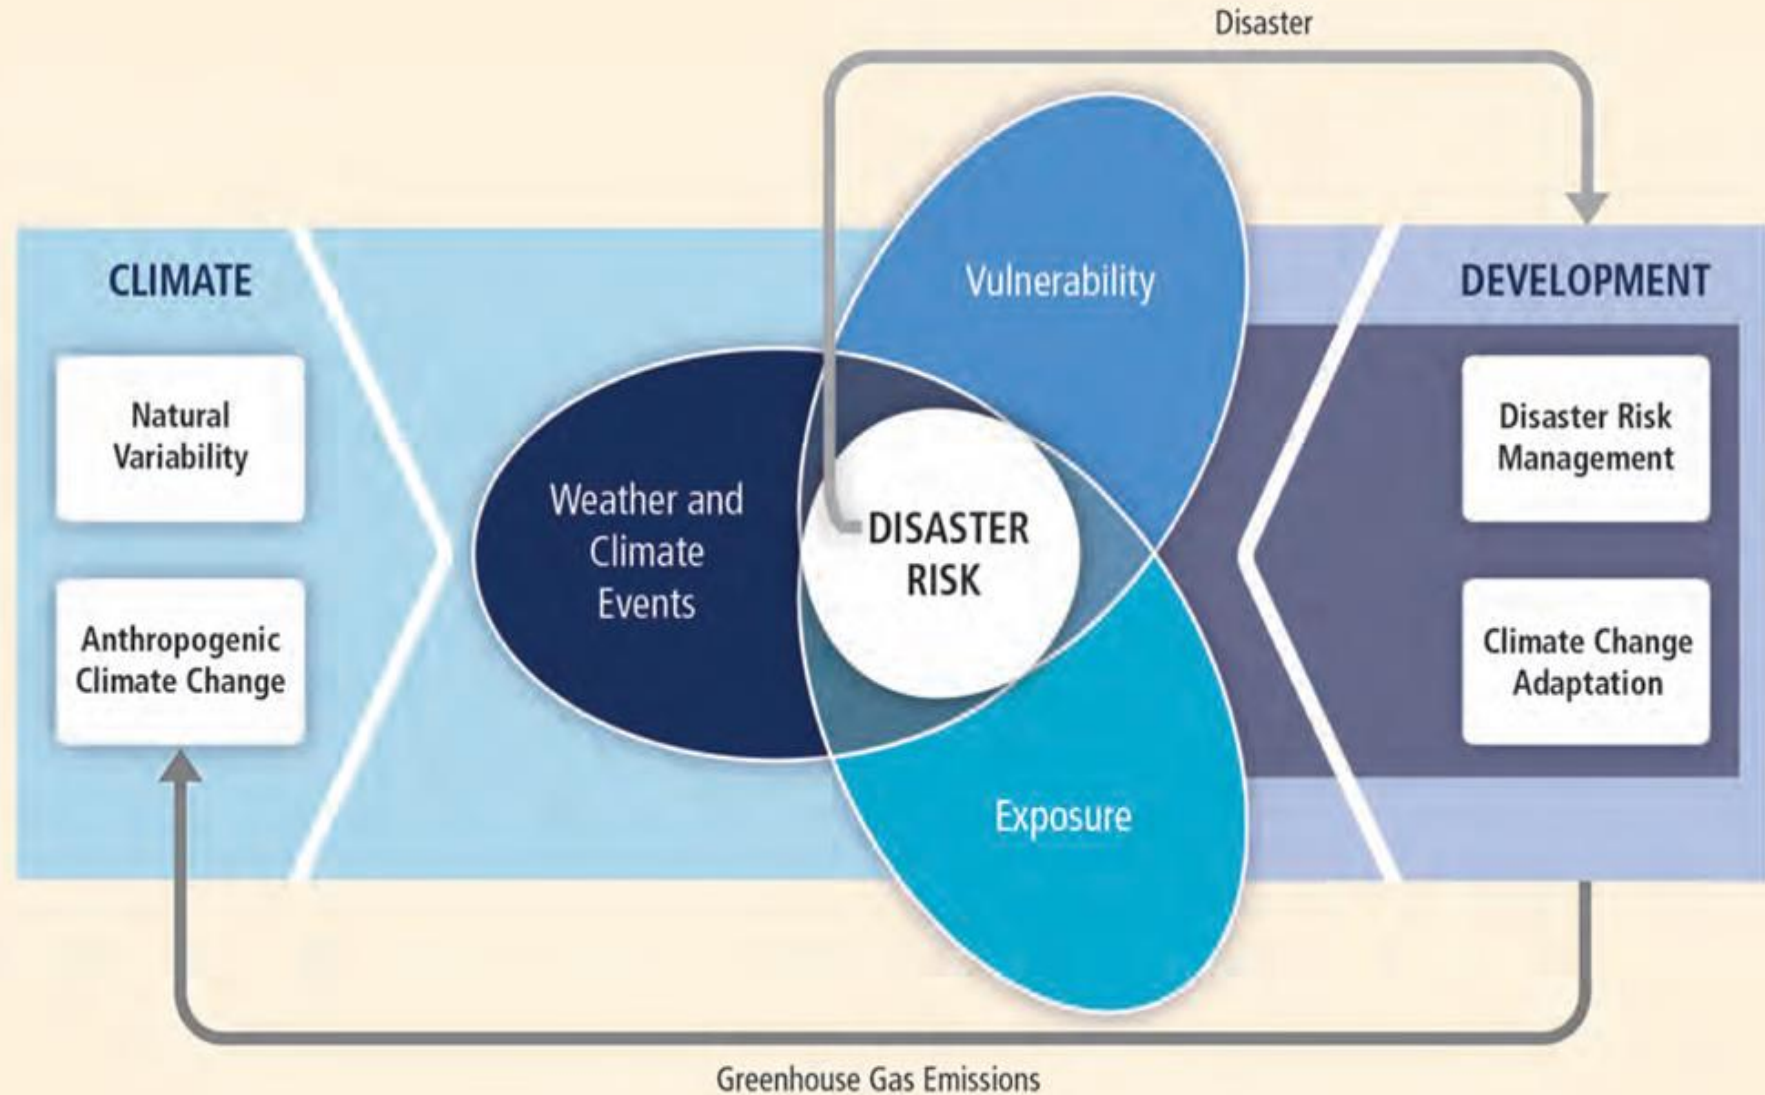 Disaster
CLIMATE
Natural
Variability
Anthropogenic
Climate Change
Weather and
Climate
Events
Vulnerability
DISASTER
RISK
Exposure
DEVELOPMENT
Disaster Risk
Management
Climate Change
Adaptation
Greenhouse Gas Emissions